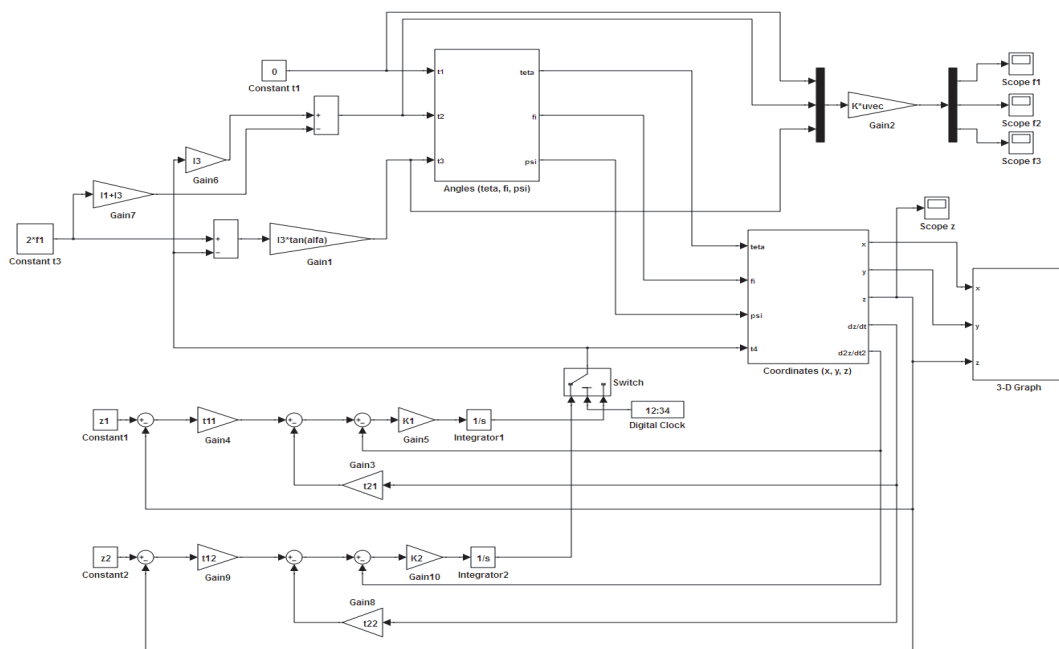 0
Constant t1
t1
t2
t3
teta
fi
psi
Angles (teta, fi, psi)
K*uvec
Gain2
Scope f1
Scope f2
Scope f3
+
−
l3
Gain6
l1+l3
Gain7
2*f1
Constant t3
+
−
l3*tan(alfa)
Gain1
Scope z
teta
fi
psi
t4
x
y
z
dz/dt
d2z/dt2
Coordinates (x, y, z)
x
y
z
3-D Graph
Switch
12:34
Digital Clock
z1
Constant1
+
−
t11
Gain4
+
−
+
−
K1
Gain5
1/s
Integrator1
Gain3
t21
z2
Constant2
+
−
t12
Gain9
+
−
+
−
K2
Gain10
1/s
Integrator2
Gain8
t22